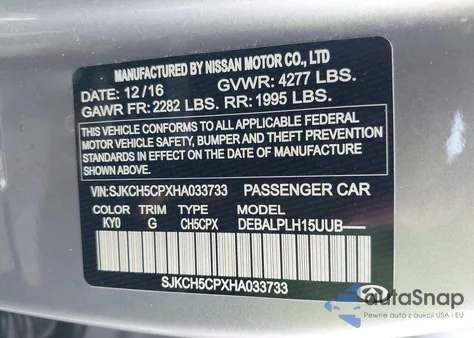 MANUFACTURED BY NISSAN MOTOR CO., LTD
DATE: 12/16 GVWR: 4277 LBS.
GAWR FR: 2282 LBS. RR: 1995 LBS.
THIS VEHICLE CONFORMS TO ALL APPLICABLE FEDERAL
MOTOR VEHICLE SAFETY, BUMPER AND THEFT PREVENTION
STANDARDS IN EFFECT ON THE DATE OF MANUFACTURE
SHOWN ABOVE.
VIN:SJKCH5CPXHA033733 PASSENGER CAR
COLOR TRIM TYPE MODEL
KY0 G CH5CPX DEBALPLH15UUB——
SJKCH5CPXHA033733
autoSnap
Pewne z aukcji USA - EU